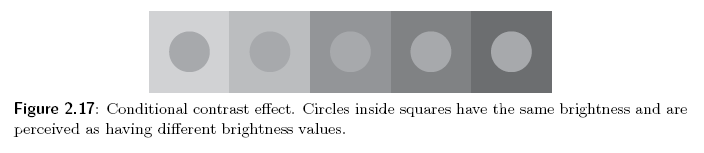 Figure 2.17: Conditional contrast effect. Circles inside squares have the same brightness and are
perceived as having different brightness values.